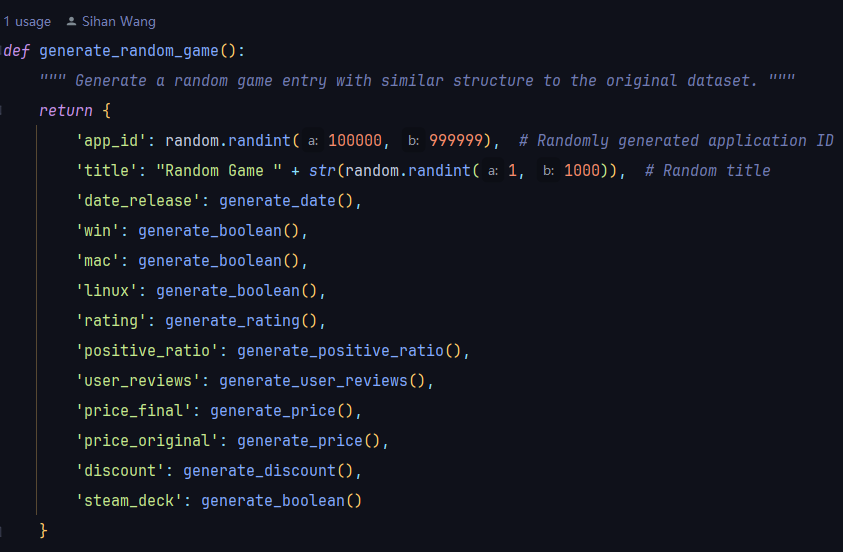 1 usage Sihan Wang
def generate_random_game():
    """ Generate a random game entry with similar structure to the original dataset. """
    return {
        'app_id': random.randint( a: 100000, b: 999999), # Randomly generated application ID
        'title': "Random Game " + str(random.randint( a: 1, b: 1000)), # Random title
        'date_release': generate_date(),
        'win': generate_boolean(),
        'mac': generate_boolean(),
        'linux': generate_boolean(),
        'rating': generate_rating(),
        'positive_ratio': generate_positive_ratio(),
        'user_reviews': generate_user_reviews(),
        'price_final': generate_price(),
        'price_original': generate_price(),
        'discount': generate_discount(),
        'steam_deck': generate_boolean()
    }